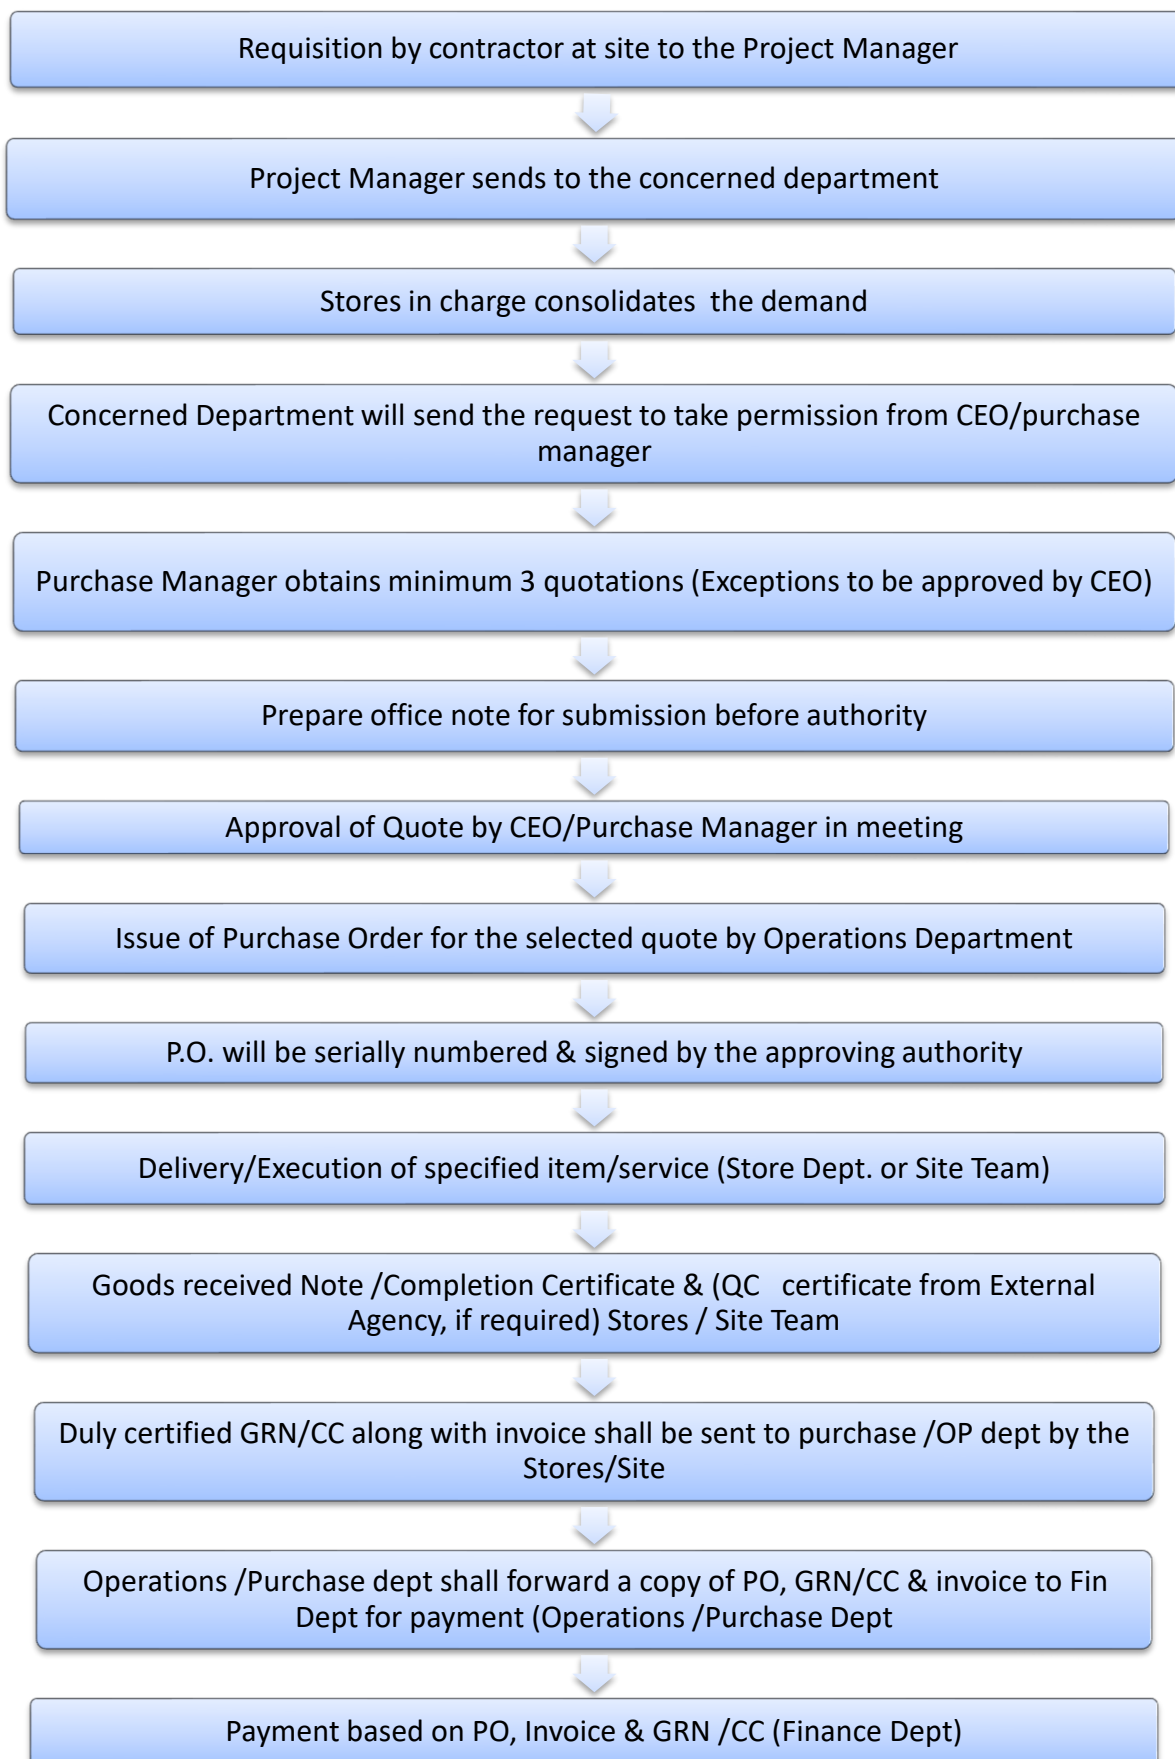 Requisition by contractor at site to the Project Manager
Project Manager sends to the concerned department
Stores in charge consolidates  the demand
Concerned Department will send the request to take permission from CEO/purchase
manager
Purchase Manager obtains minimum 3 quotations (Exceptions to be approved by CEO)
Prepare office note for submission before authority
Approval of Quote by CEO/Purchase Manager in meeting
Issue of Purchase Order for the selected quote by Operations Department
P.O. will be serially numbered & signed by the approving authority
Delivery/Execution of specified item/service (Store Dept. or Site Team)
Goods received Note /Completion Certificate & (QC   certificate from External
Agency, if required) Stores / Site Team
Duly certified GRN/CC along with invoice shall be sent to purchase /OP dept by the
Stores/Site
Operations /Purchase dept shall forward a copy of PO, GRN/CC & invoice to Fin
Dept for payment (Operations /Purchase Dept
Payment based on PO, Invoice & GRN /CC (Finance Dept)